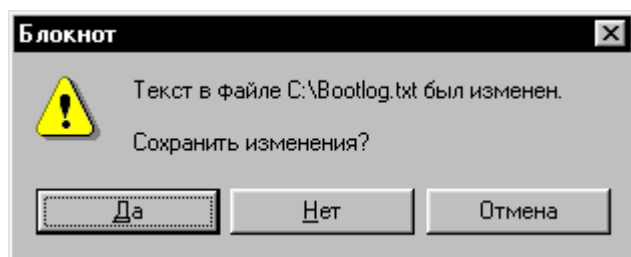 Блокнот
Текст в файле C:\Bootlog.txt был изменен.
Сохранить изменения?
Да Нет Отмена